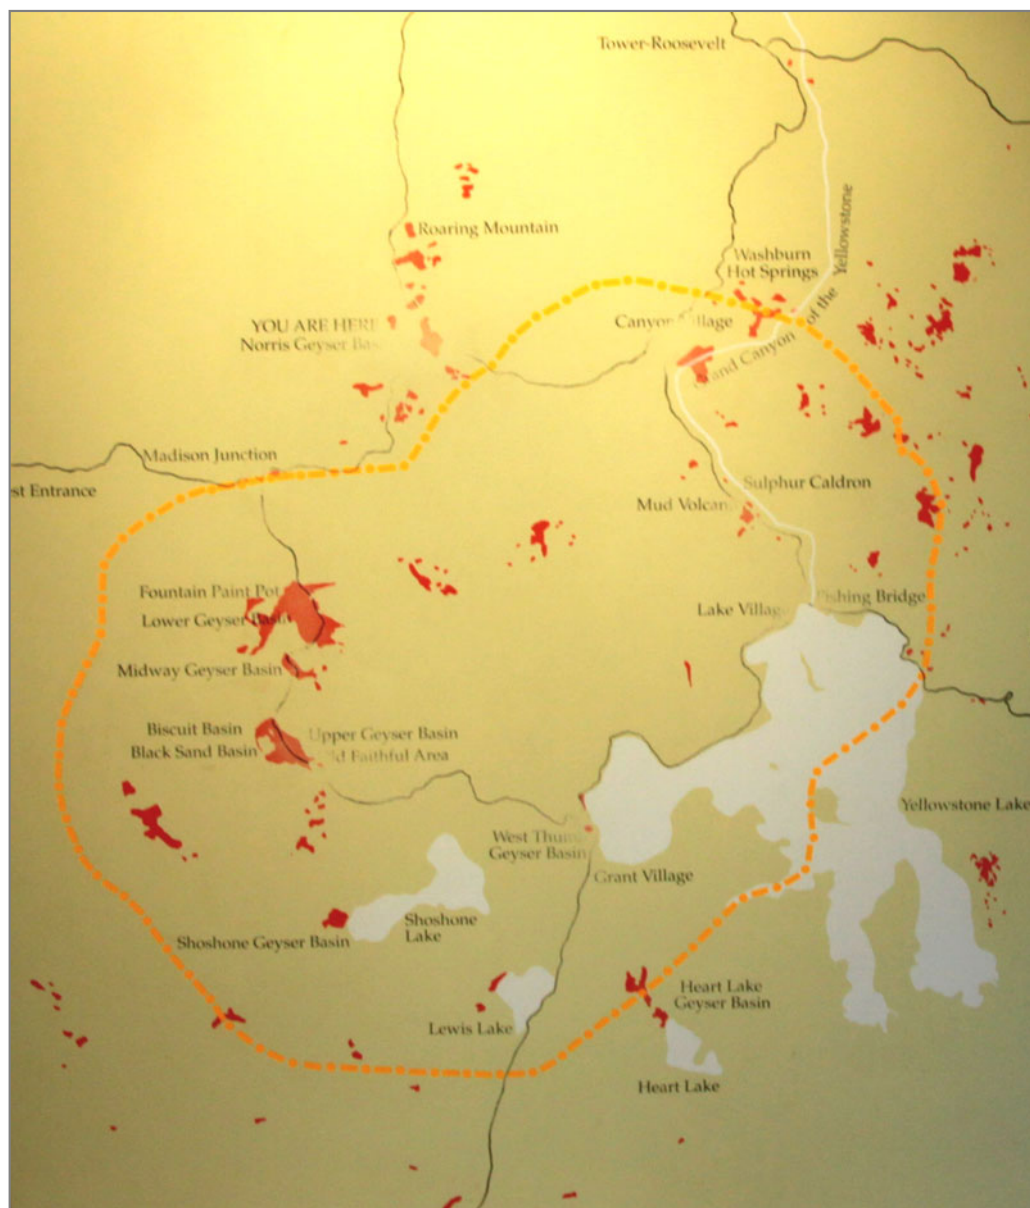 Tower-Roosevelt
Roaring Mountain
Washburn
Hot Springs
Grand Canyon of the Yellowstone
YOU ARE HERE
Norris Geyser Bas
Canyon Village
Madison Junction
st Entrance
Sulphur Caldron
Mud Volcan
Fountain Paint Pot
Lower Geyser Basin
Lake Village
Fishing Bridge
Midway Geyser Basin
Biscuit Basin
Black Sand Basin
Upper Geyser Basin
Old Faithful Area
Yellowstone Lake
West Thum
Geyser Basin
Grant Village
Shoshone
Lake
Shoshone Geyser Basin
Heart Lake
Geyser Basin
Lewis Lake
Heart Lake